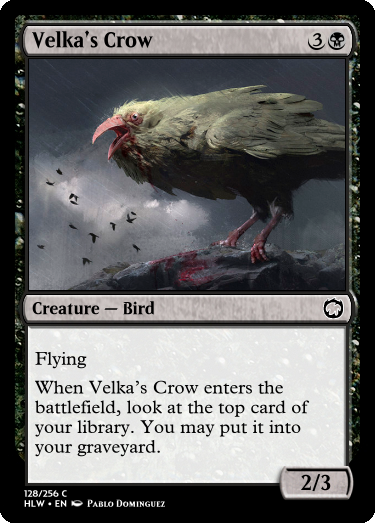 Velka's Crow 3
Creature — Bird
Flying
When Velka's Crow enters the
battlefield, look at the top card of
your library. You may put it into
your graveyard.
2/3
128/256 C
HLW • EN Pablo Dominguez